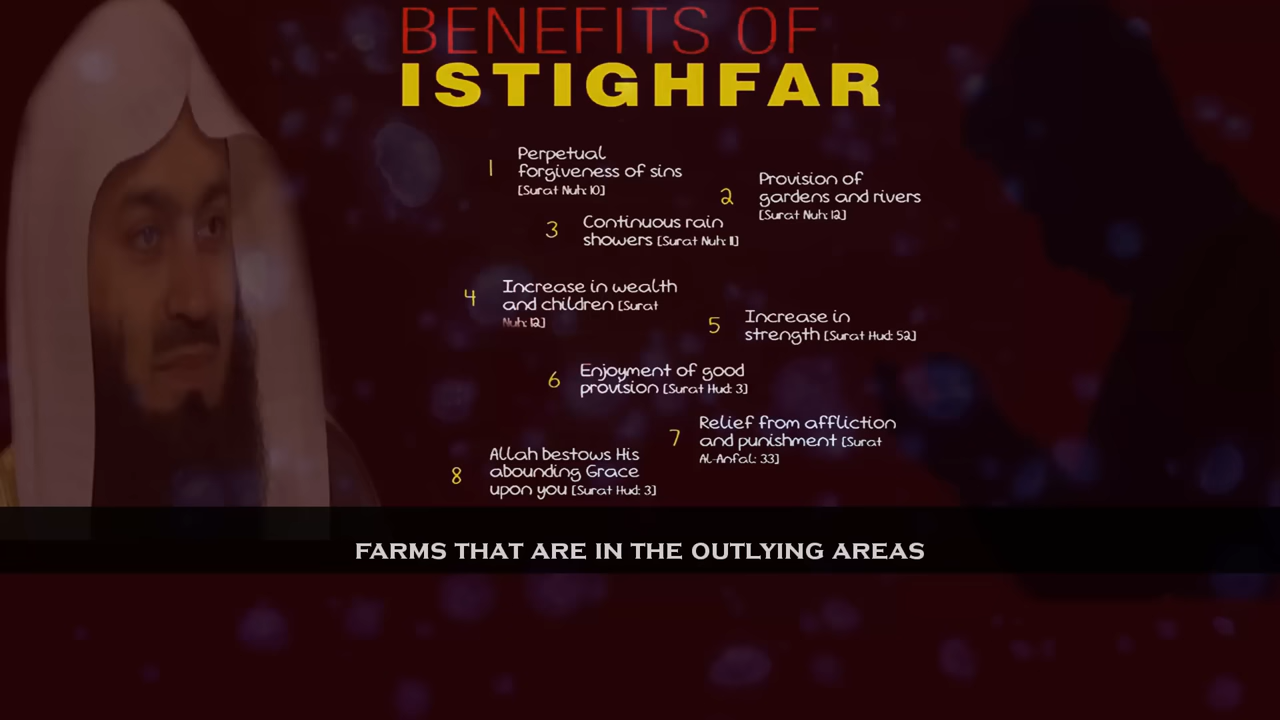 BENEFITS OF
ISTIGHFAR
1 Perpetual
forgiveness of sins
[Surat Nuh: 10]
2 Provision of
gardens and rivers
[Surat Nuh: 12]
3 Continuous rain
showers [Surat Nuh: 11]
4 Increase in wealth
and children [Surat
Nuh: 12]
5 Increase in
strength [Surat Hud: 52]
6 Enjoyment of good
provision [Surat Hud: 3]
7 Relief from affliction
and punishment [Surat
Al-Anfal: 33]
8 Allah bestows His
abounding Grace
upon you [Surat Hud: 3]
FARMS THAT ARE IN THE OUTLYING AREAS